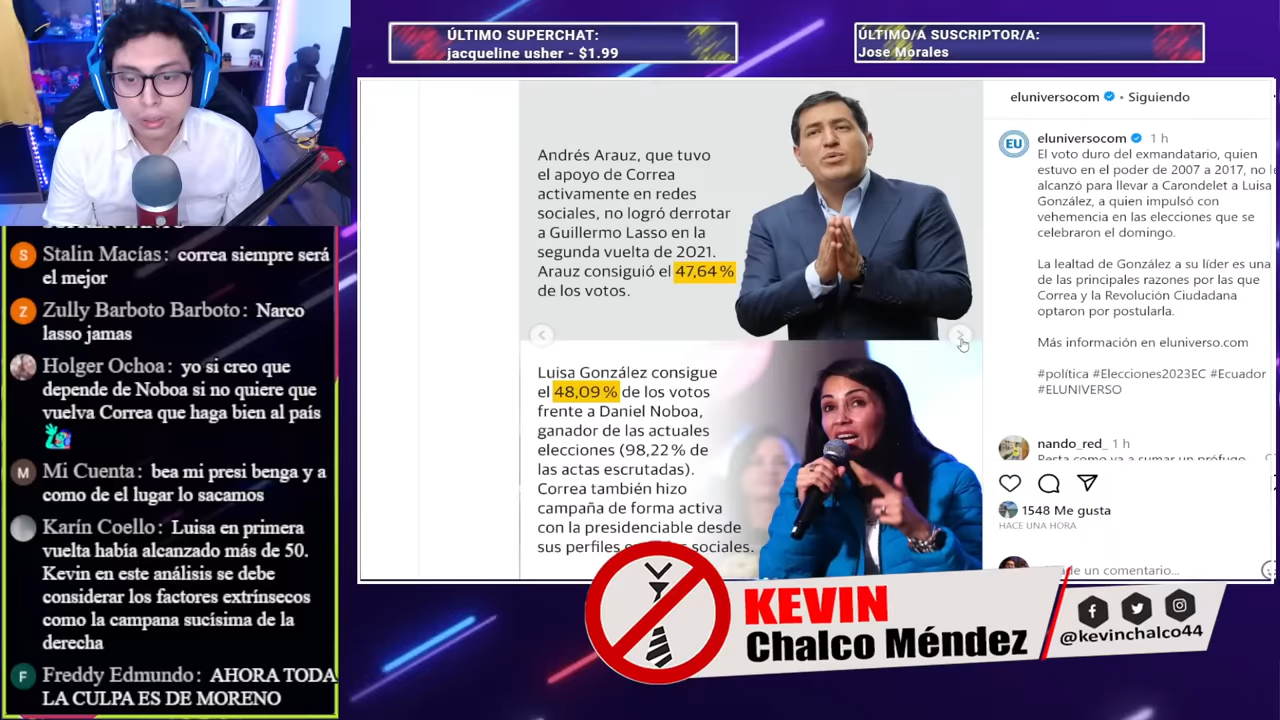 ÚLTIMO SUPERCHAT:
jacqueline usher - $1.99
ÚLTIMO/A SUSCRIPTOR/A:
Jose Morales
Stalin Macías: correa siempre será
el mejor
Zully Barboto Barboto: Narco
lasso jamas
Holger Ochoa: yo si creo que
depende de Noboa si no quiere que
vuelva Correa que haga bien al país
Mi Cuenta: bea mi presi benga y a
como de el lugar lo sacamos
Karín Coello: Luisa en primera
vuelta había alcanzado más de 50.
Kevin en este análisis se debe
considerar los factores extrínsecos
como la campana sucísima de la
derecha
Freddy Edmundo: AHORA TODA
LA CULPA ES DE MORENO
Andrés Arauz, que tuvo
el apoyo de Correa
activamente en redes
sociales, no logró derrotar
a Guillermo Lasso en la
segunda vuelta de 2021.
Arauz consiguió el 47,64 %
de los votos.
Luisa González consigue
el 48,09 % de los votos
frente a Daniel Noboa,
ganador de las actuales
elecciones (98,22 % de
las actas escrutadas).
Correa también hizo
campaña de forma activa
con la presidenciable desde
sus perfiles sociales.
eluniversocom • Siguiendo
EU
eluniversocom 1 h
El voto duro del exmandatario, quien
estuvo en el poder de 2007 a 2017, no le
alcanzó para llevar a Carondelet a Luisa
González, a quien impulsó con
vehemencia en las elecciones que se
celebraron el domingo.
La lealtad de González a su líder es una
de las principales razones por las que
Correa y la Revolución Ciudadana
optaron por postularla.
Más información en eluniverso.com
#política #Elecciones2023EC #Ecuador
#ELUNIVERSO
nando_red_ 1 h
1548 Me gusta
HACE UNA HORA
de un comentario...
KEVIN
Chalco Méndez
@kevinchalco44